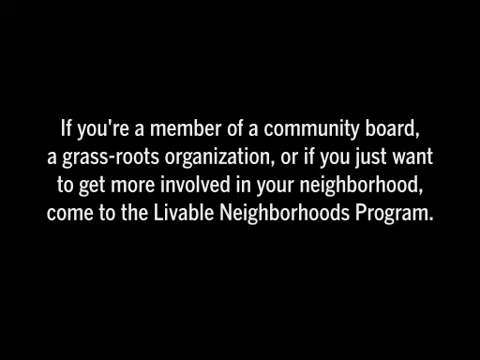 If you're a member of a community board,
a grass-roots organization, or if you just want
to get more involved in your neighborhood,
come to the Livable Neighborhoods Program.